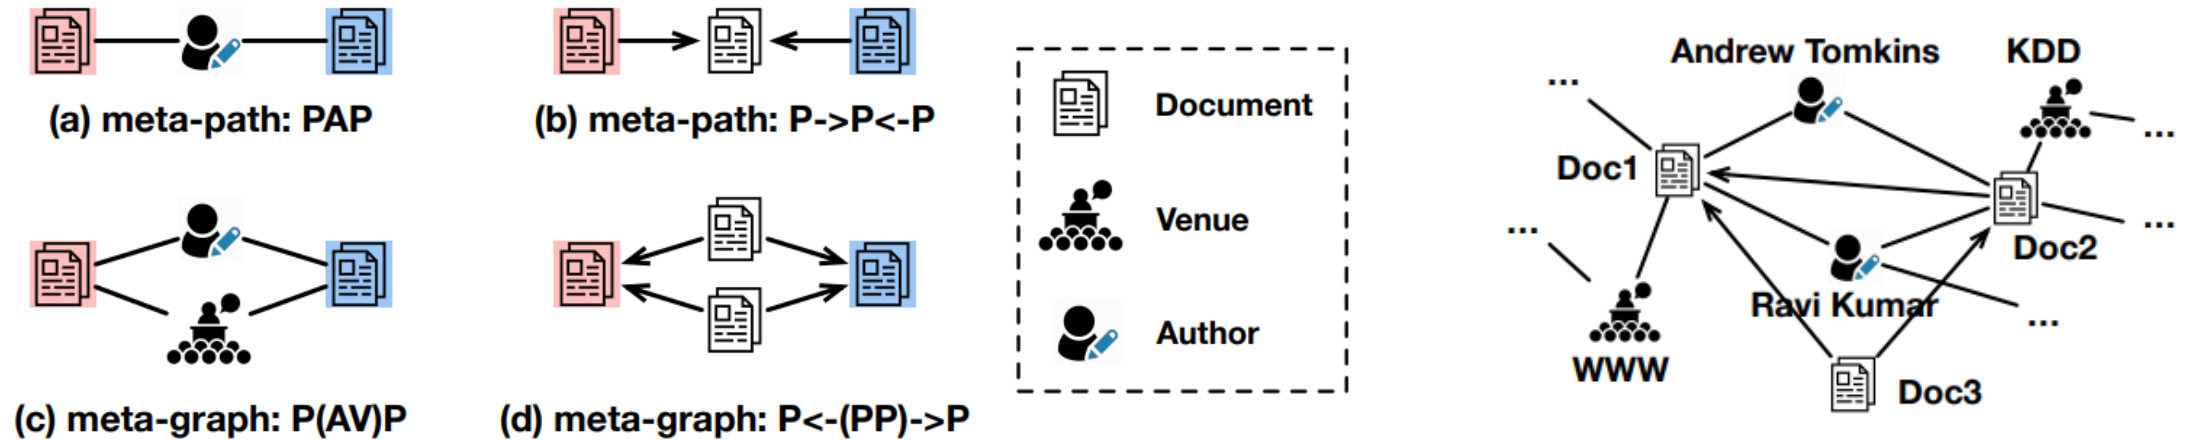 (a) meta-path: PAP
(b) meta-path: P->P<-P
(c) meta-graph: P(AV)P
(d) meta-graph: P<-(PP)->P
Document
Venue
Author
Andrew Tomkins
KDD
...
...
Doc1
...
...
Doc2
Ravi Kumar
...
WWW
Doc3